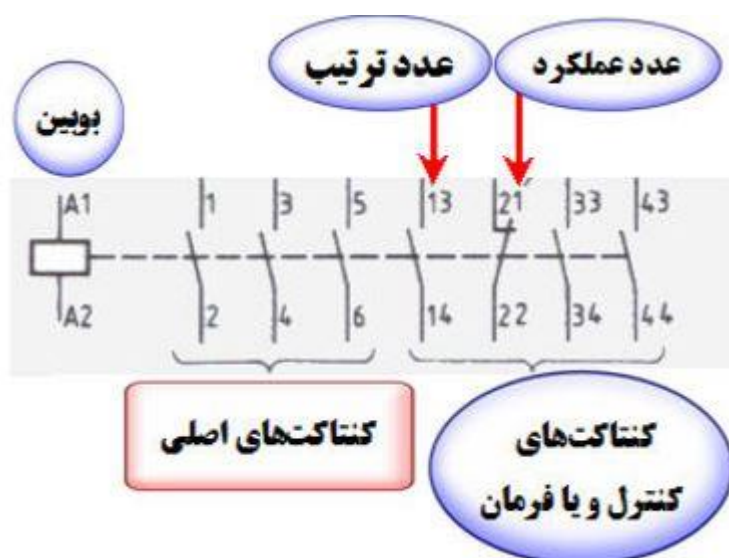 عدد عملکرد
عدد ترتیب
بوبین
A1 1 3 5 13 21 33 43
A2 2 4 6 14 22 34 44
کنتاکت‌های اصلی
کنتاکت‌های
کنترل و یا فرمان